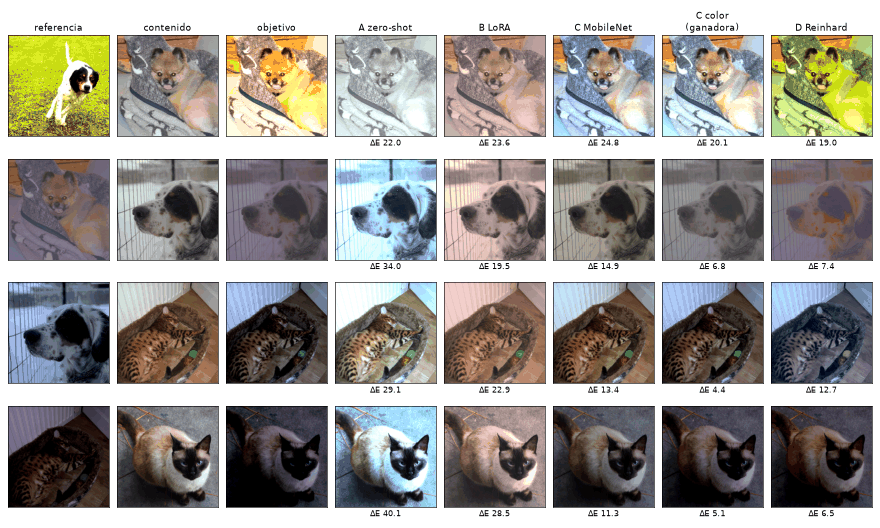 referencia contenido objetivo A zero-shot B LoRA C MobileNet C color (ganadora) D Reinhard
ΔE 22.0 ΔE 23.6 ΔE 24.8 ΔE 20.1 ΔE 19.0
ΔE 34.0 ΔE 19.5 ΔE 14.9 ΔE 6.8 ΔE 7.4
ΔE 29.1 ΔE 22.9 ΔE 13.4 ΔE 4.4 ΔE 12.7
ΔE 40.1 ΔE 28.5 ΔE 11.3 ΔE 5.1 ΔE 6.5